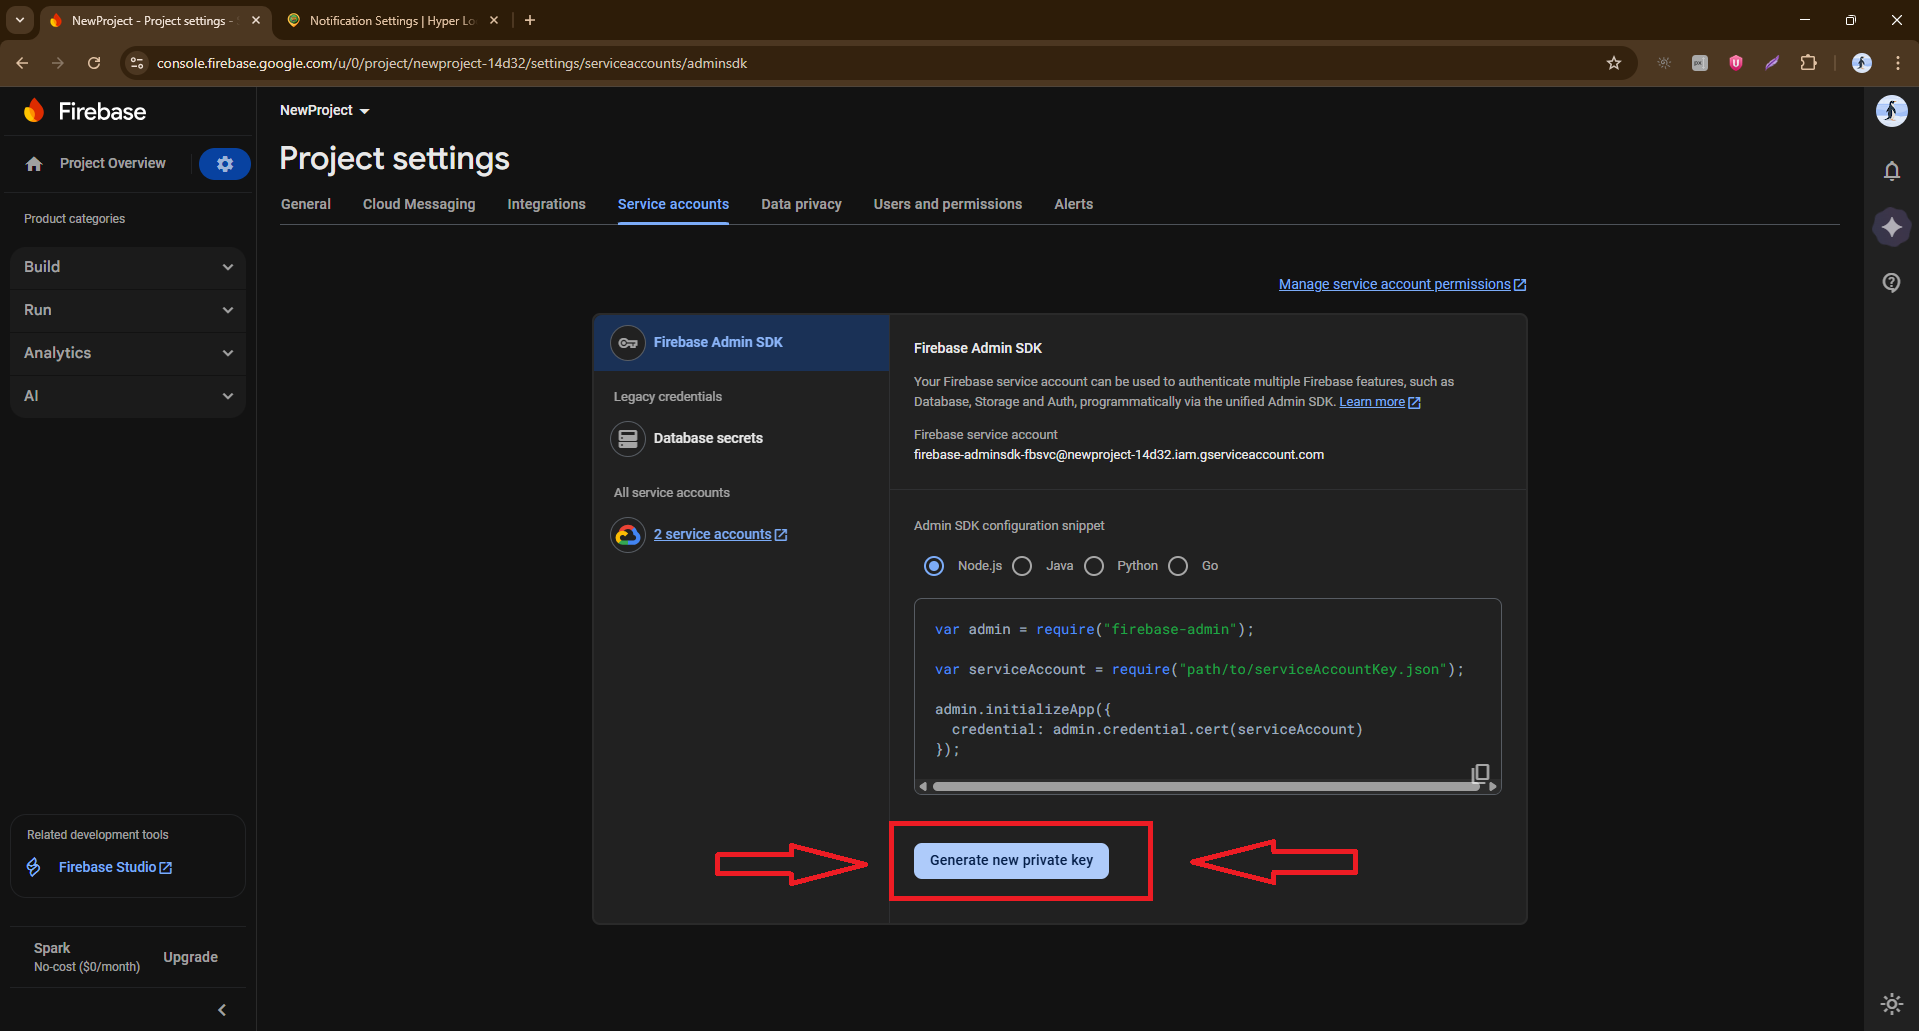 NewProject - Project settings -
Notification Settings | Hyper Lo
console.firebase.google.com/u/0/project/newproject-14d32/settings/serviceaccounts/adminsdk
Firebase
NewProject
Project Overview
Project settings
General
Cloud Messaging
Integrations
Service accounts
Data privacy
Users and permissions
Alerts
Product categories
Build
Run
Analytics
AI
Manage service account permissions
Firebase Admin SDK
Legacy credentials
Database secrets
All service accounts
2 service accounts
Firebase Admin SDK
Your Firebase service account can be used to authenticate multiple Firebase features, such as
Database, Storage and Auth, programmatically via the unified Admin SDK. Learn more
Firebase service account
firebase-adminsdk-fbsvc@newproject-14d32.iam.gserviceaccount.com
Admin SDK configuration snippet
Node.js
Java
Python
Go
var admin = require("firebase-admin");
var serviceAccount = require("path/to/serviceAccountKey.json");
admin.initializeApp({
credential: admin.credential.cert(serviceAccount)
});
Generate new private key
Related development tools
Firebase Studio
Spark
No-cost ($0/month)
Upgrade